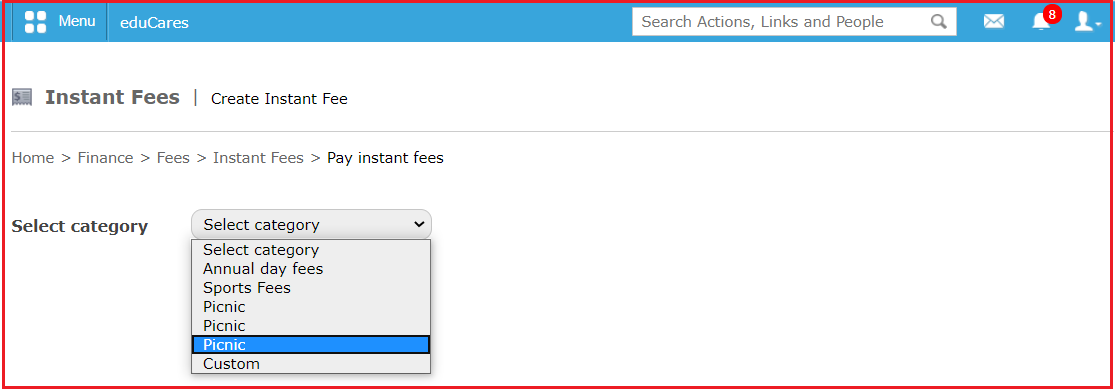 Menu eduCares Search Actions, Links and People 8
Instant Fees | Create Instant Fee
Home > Finance > Fees > Instant Fees > Pay instant fees
Select category Select category
Select category
Annual day fees
Sports Fees
Picnic
Picnic
Picnic
Custom